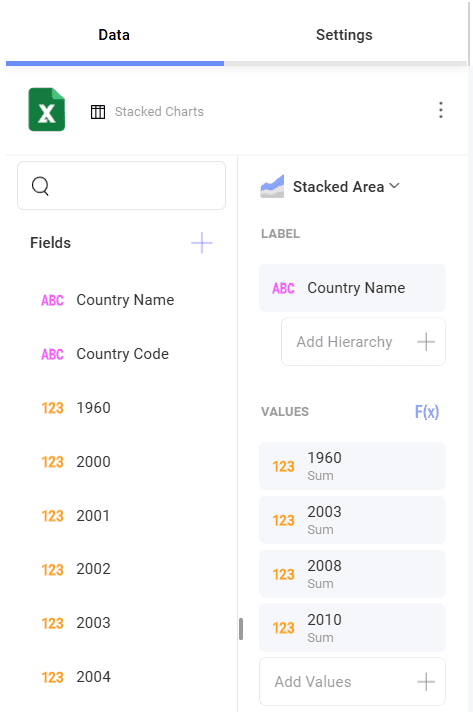 Data
Settings
Stacked Charts
Fields
ABC Country Name
ABC Country Code
123 1960
123 2000
123 2001
123 2002
123 2003
123 2004
Stacked Area
LABEL
ABC Country Name
Add Hierarchy
VALUES F(x)
123 1960
Sum
123 2003
Sum
123 2008
Sum
123 2010
Sum
Add Values